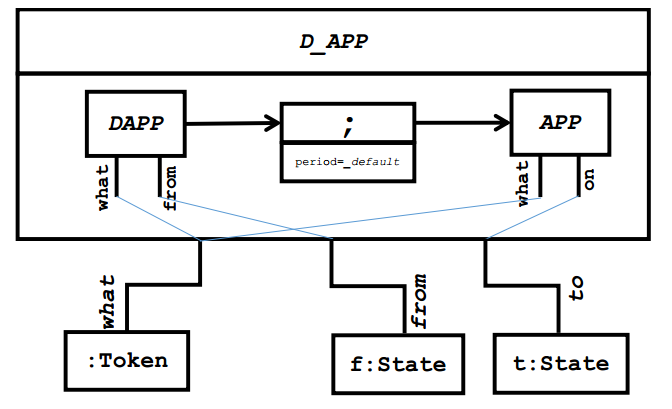 D_APP
DAPP
;
APP
period=_default
what
from
what
on
what
from
to
:Token
f:State
t:State